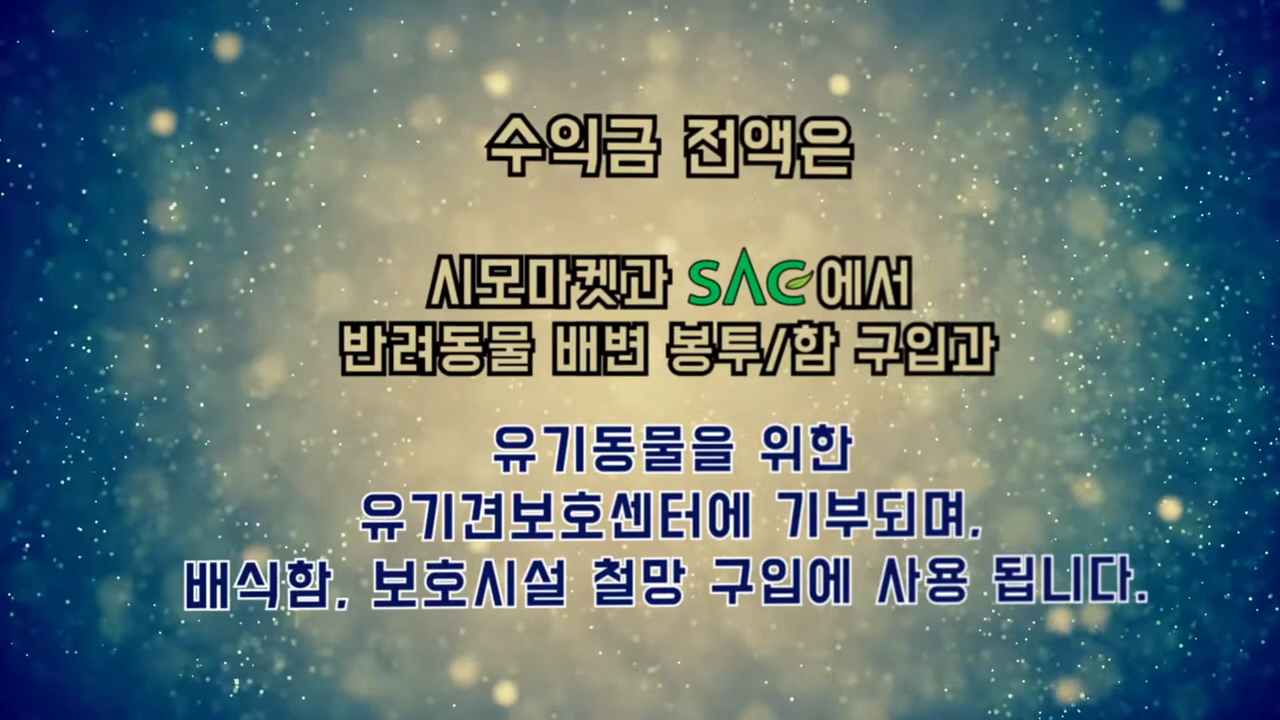 수익금 전액은
시모마켓과 SAC에서
반려동물 배변 봉투/함 구입과
유기동물을 위한
유기견보호센터에 기부되며,
배식함, 보호시설 철망 구입에 사용 됩니다.